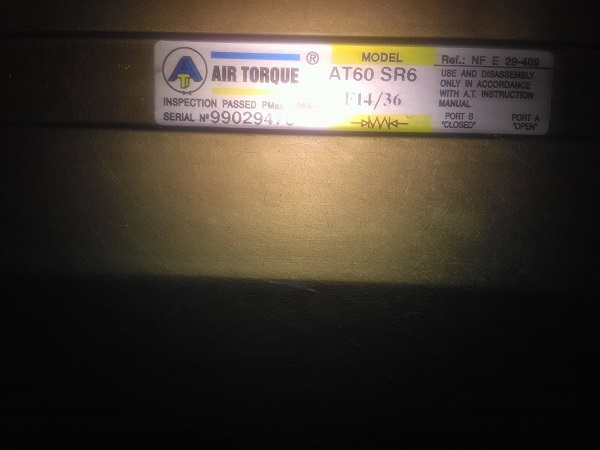 AIR TORQUE ®
INSPECTION PASSED PMax
SERIAL Nº
MODEL
AT60 SR6
F14/36
Ref.: NF E 29-409
USE AND DISASSEMBLY
ONLY IN ACCORDANCE
WITH A.T. INSTRUCTION
MANUAL
PORT B PORT A
"CLOSED" "OPEN"